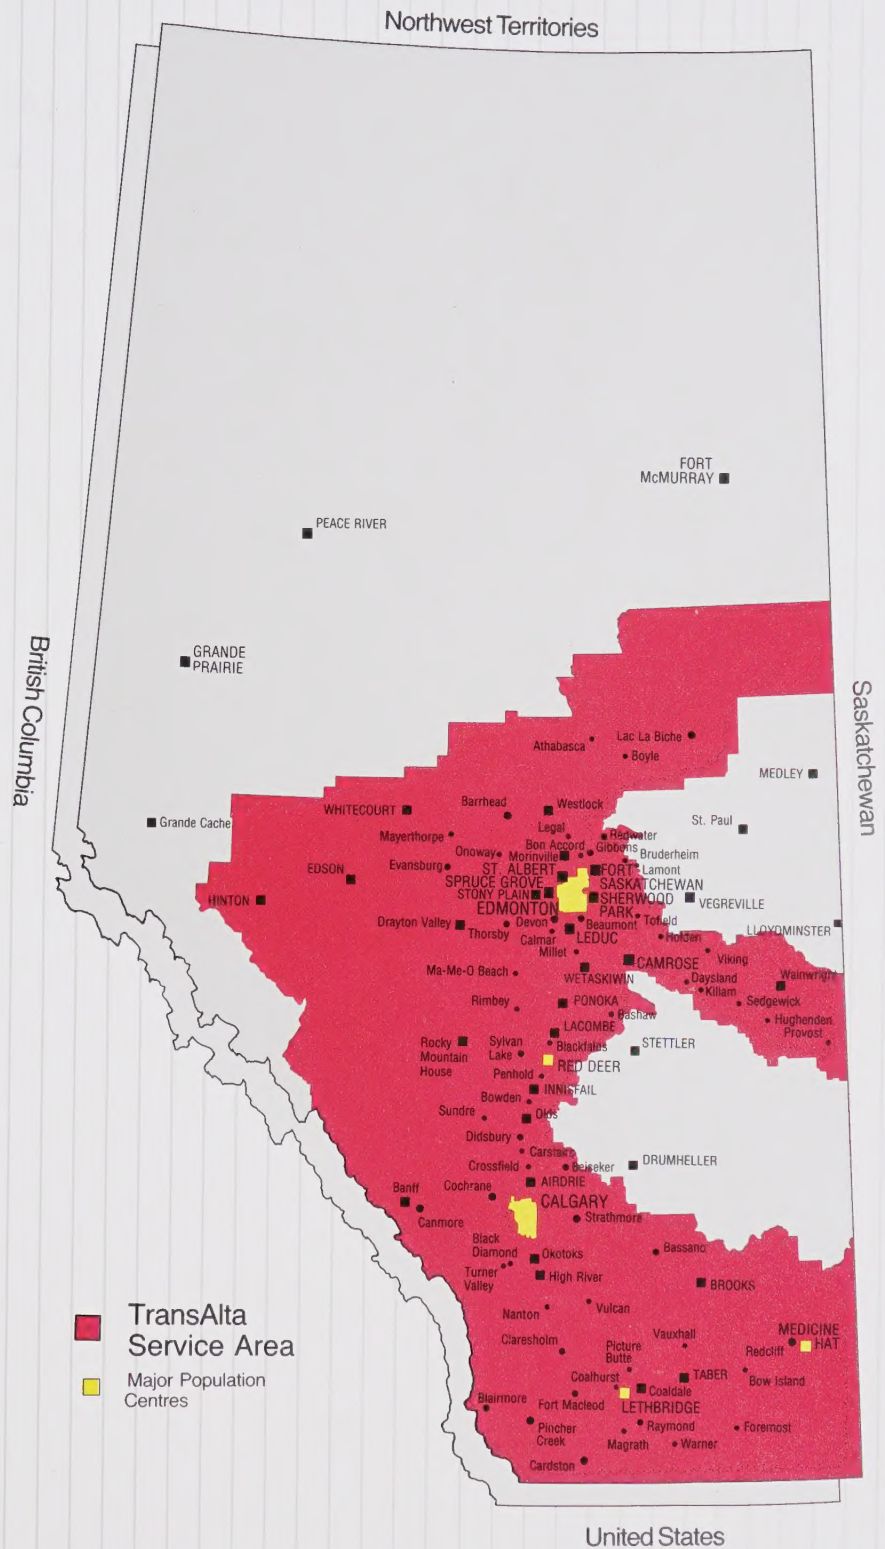 Northwest Territories
FORT
McMURRAY
PEACE RIVER
GRANDE
PRAIRIE
British Columbia
Saskatchewan
Athabasca
Lac La Biche
Boyle
MEDLEY
WHITECOURT
Barrhead
Westlock
St. Paul
Grande Cache
Mayerthorpe
Legal
Redwater
Bon Accord
Gibbons
Onoway
Morinville
Bruderheim
EDSON
Evansburg
ST. ALBERT
FORT
SASKATCHEWAN
Lamont
SPRUCE GROVE
STONY PLAIN
SHERWOOD
PARK
VEGREVILLE
HINTON
EDMONTON
Tofield
Drayton Valley
Devon
Beaumont
LLOYDMINSTER
Thorsby
Calmar
LEDUC
Holden
Millet
Viking
CAMROSE
Ma-Me-O Beach
WETASKIWIN
Daysland
Wainwright
Killam
Sedgewick
Rimbey
PONOKA
Bashaw
Hughenden
Provost
LACOMBE
Rocky
Mountain
House
Sylvan
Lake
Blackfalds
STETTLER
RED DEER
Penhold
INNISFAIL
Bowden
Sundre
Olds
Didsbury
Carstairs
Crossfield
Beiseker
DRUMHELLER
AIRDRIE
Banff
Cochrane
CALGARY
Canmore
Strathmore
Black
Diamond
Okotoks
Bassano
Turner
Valley
High River
BROOKS
Nanton
Vulcan
TransAlta
Service Area
Major Population
Centres
Claresholm
Picture
Butte
Vauxhall
MEDICINE
HAT
Redcliff
Coalhurst
TABER
Bow Island
Coaldale
Blairmore
Fort Macleod
LETHBRIDGE
Pincher
Creek
Raymond
Foremost
Magrath
Warner
Cardston
United States